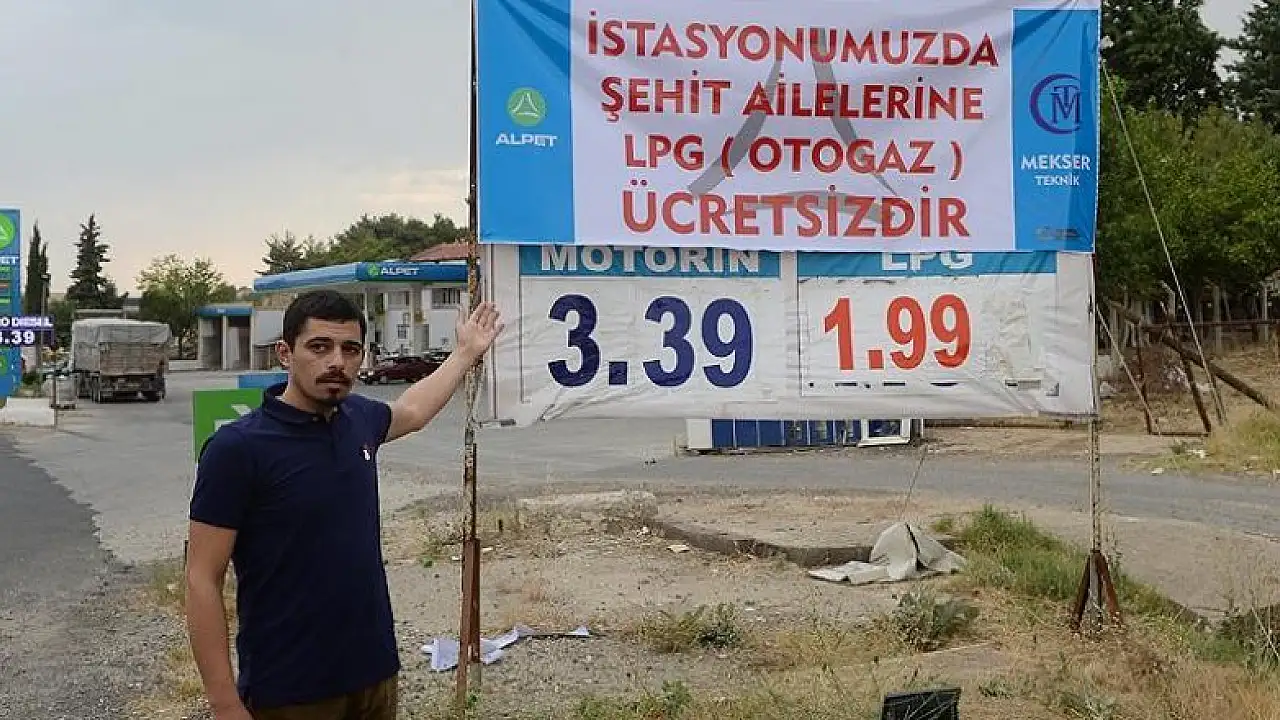 İSTASYONUMUZDA
ŞEHİT AİLELERİNE
LPG ( OTOGAZ )
ÜCRETSİZDİR
ALPET
MEKSER
TEKNİK
MOTORİN
LPG
3.39
1.99
ALPET